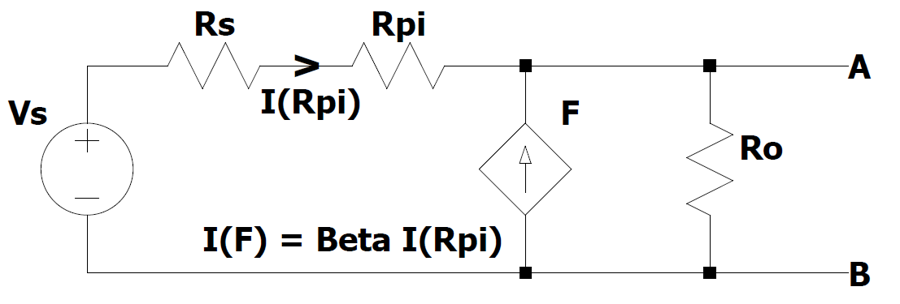 Rs
Rpi
>
A
I(Rpi)
Vs
F
+
Ro
I(F) = Beta I(Rpi)
B